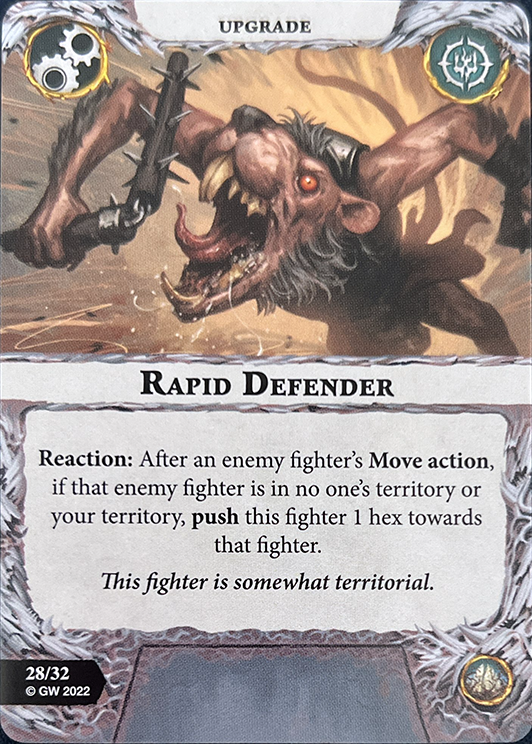 UPGRADE
RAPID DEFENDER
Reaction: After an enemy fighter's Move action,
if that enemy fighter is in no one's territory or
your territory, push this fighter 1 hex towards
that fighter.
This fighter is somewhat territorial.
28/32
© GW 2022